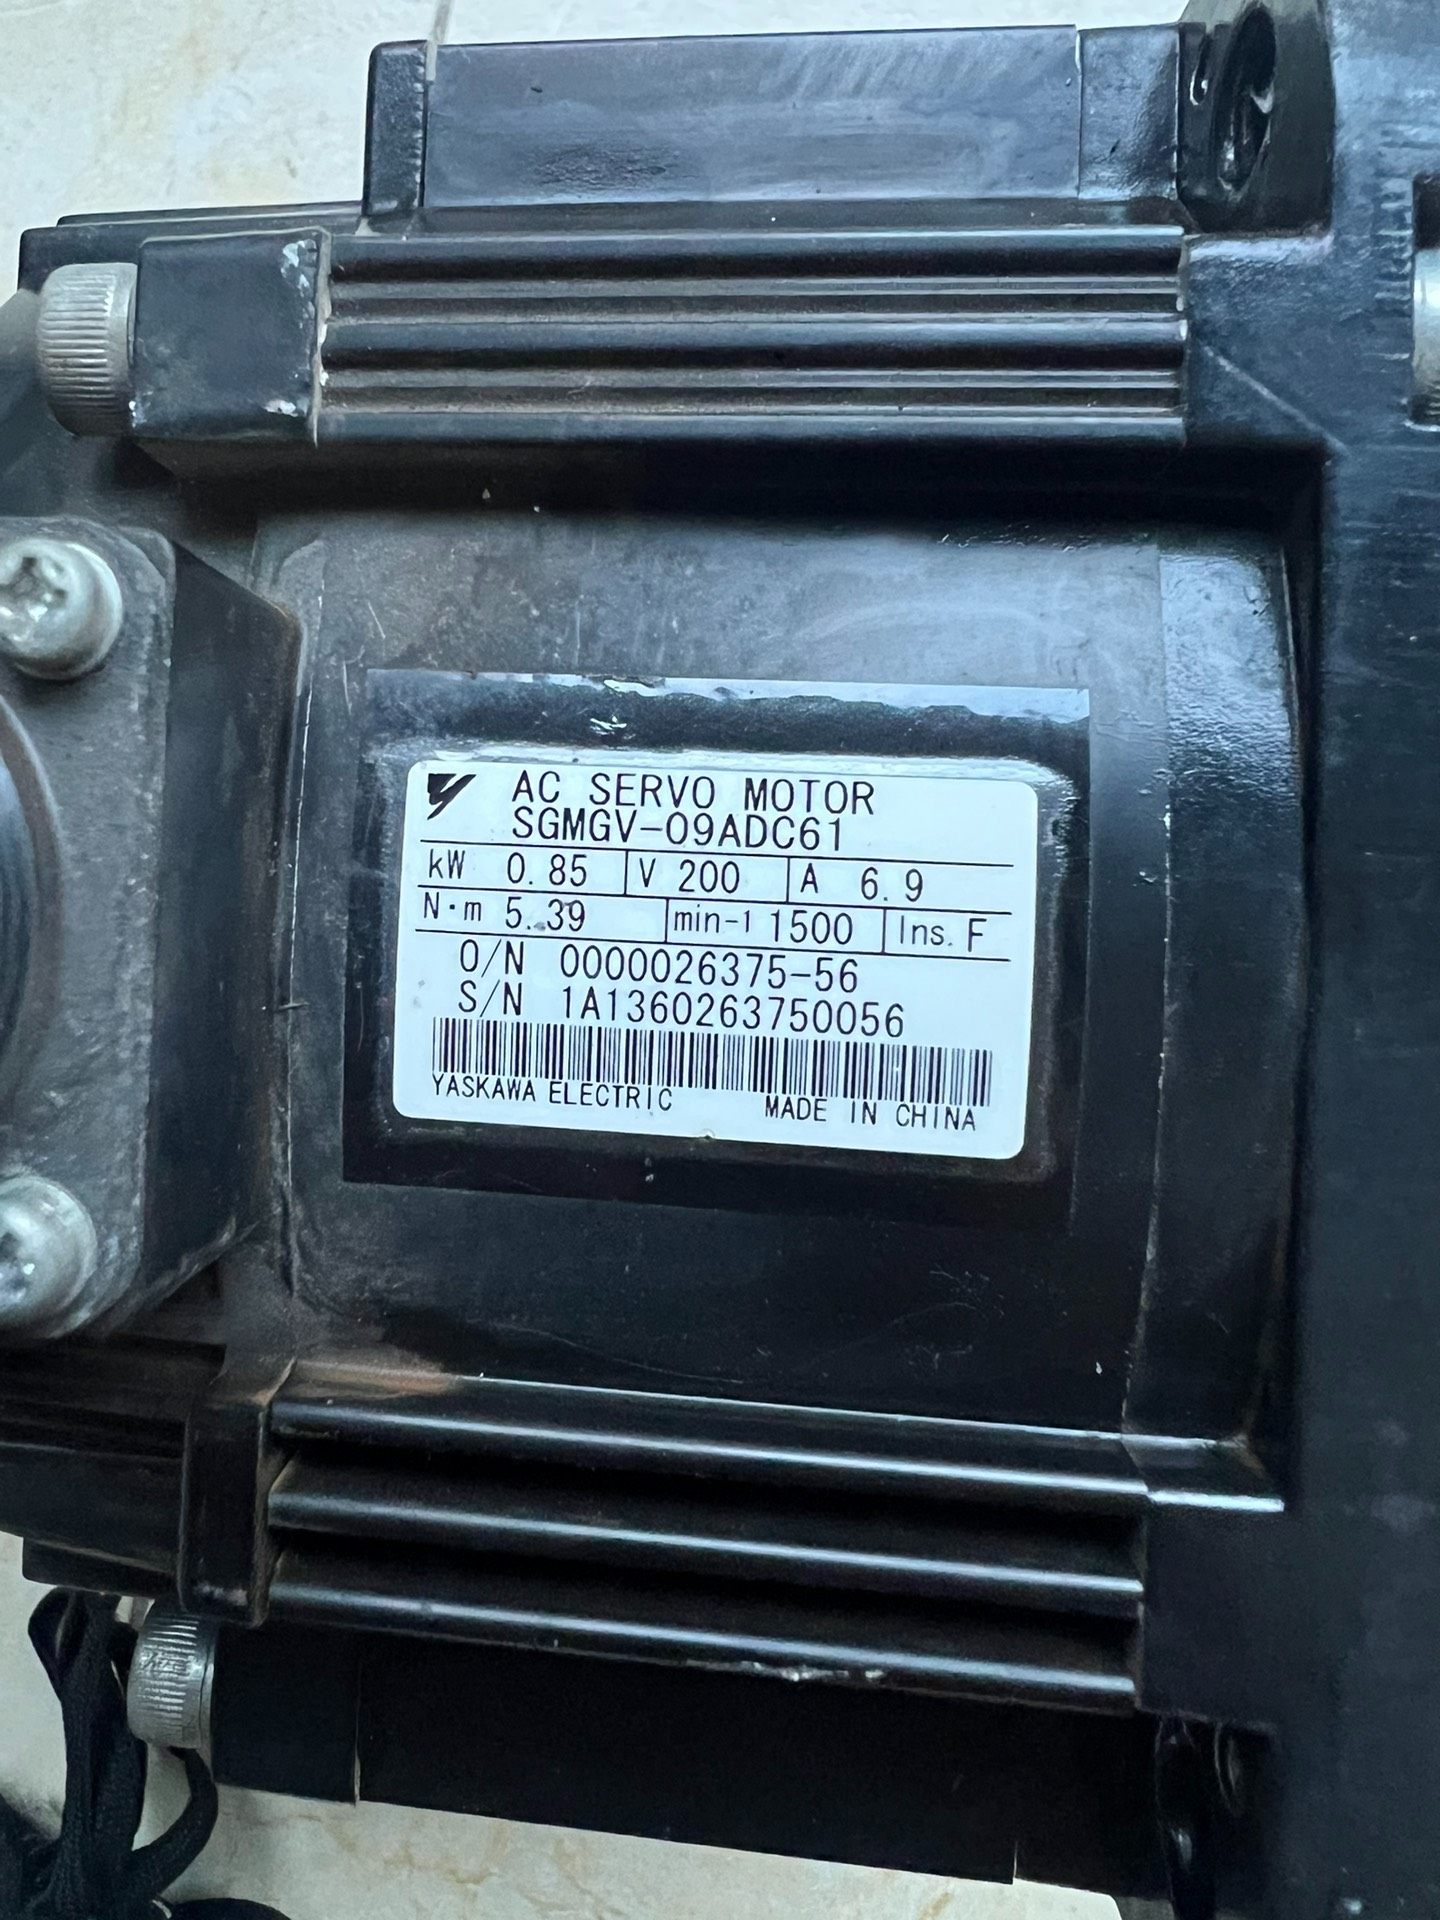 AC SERVO MOTOR
SGMGV-09ADC61
kW 0.85 V 200 A 6.9
N·m 5.39 min-1 1500 Ins. F
O/N 0000026375-56
S/N 1A1360263750056
YASKAWA ELECTRIC MADE IN CHINA